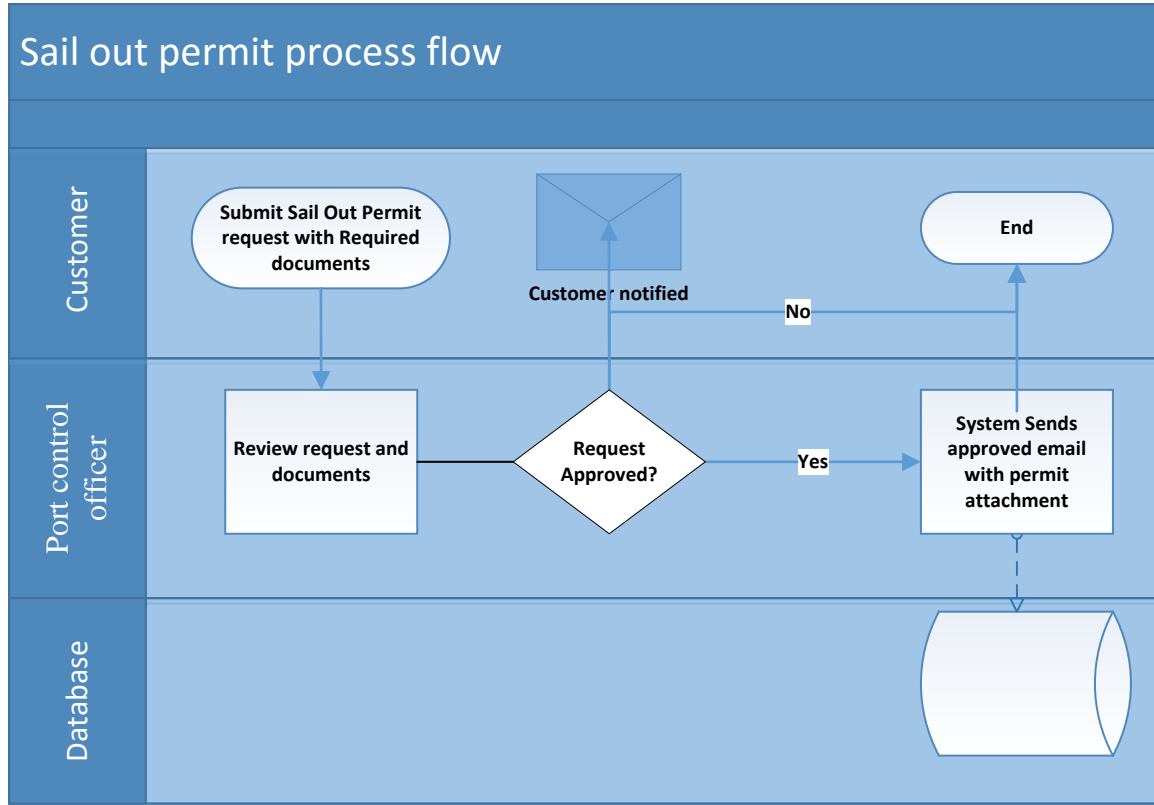 Sail out permit process flow
Customer
Submit Sail Out Permit
request with Required
documents
Customer notified
End
No
Port control
officer
Review request and
documents
Request
Approved?
Yes
System Sends
approved email
with permit
attachment
Database